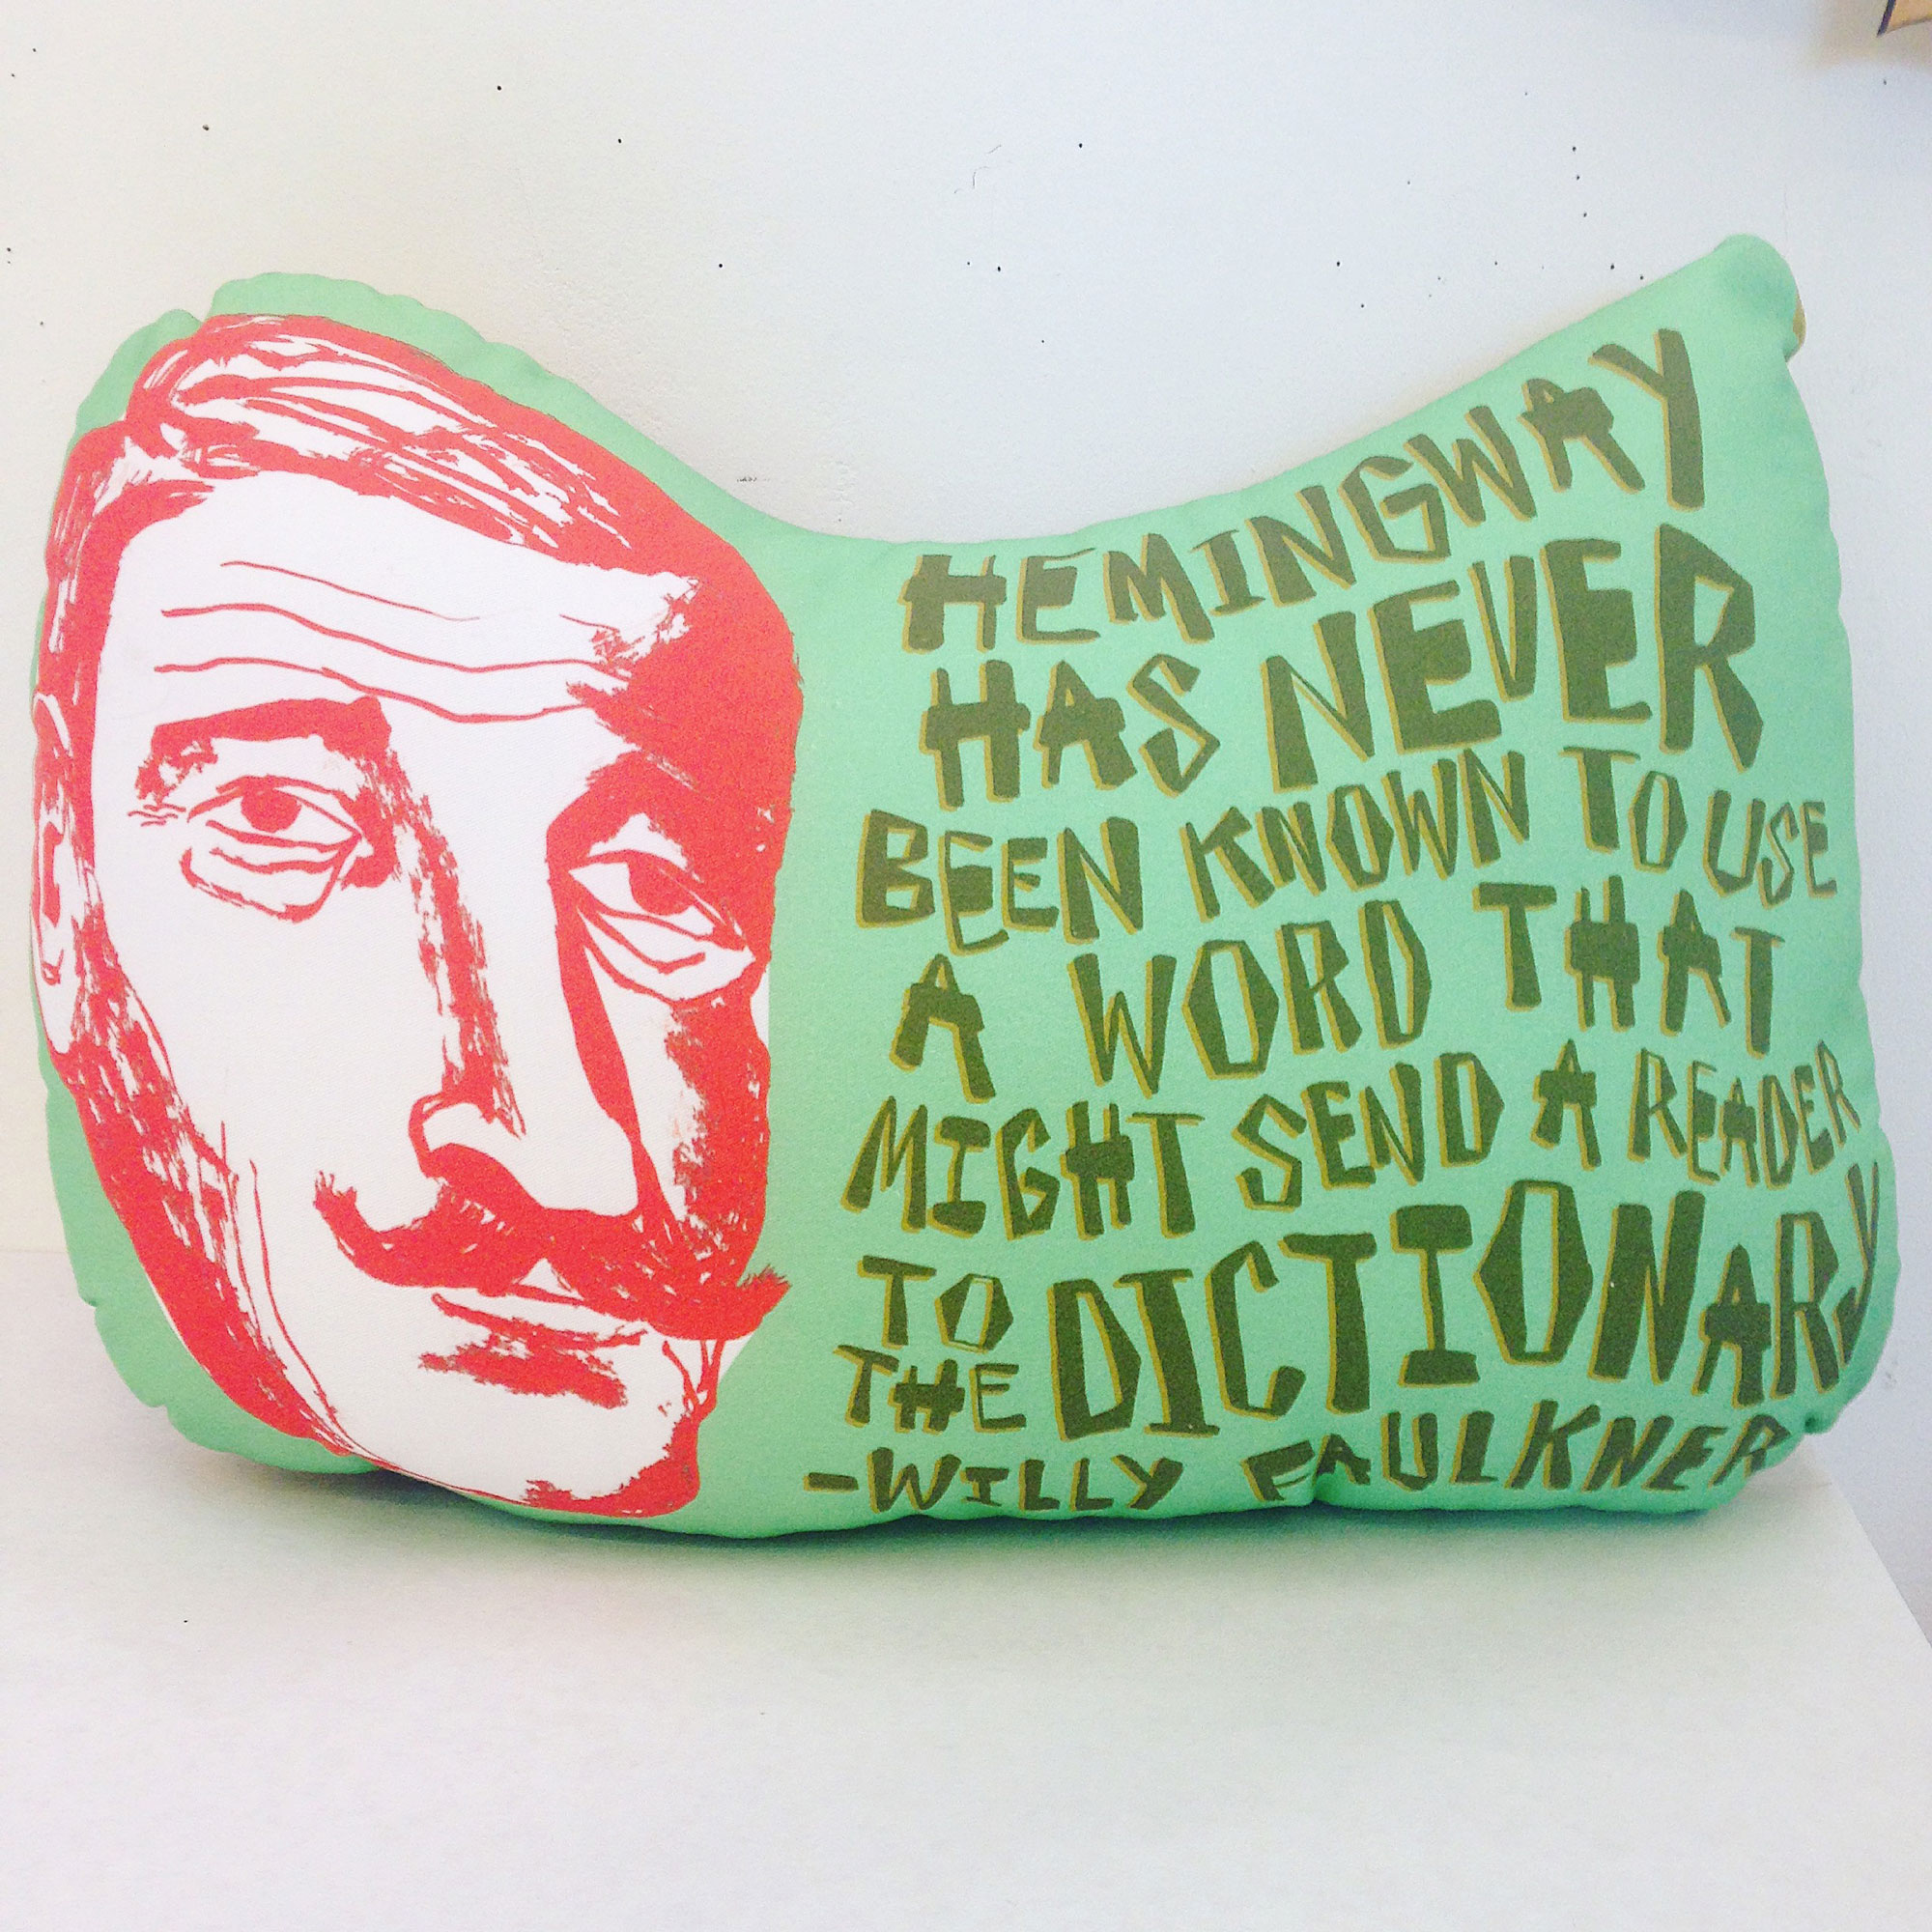 HEMINGWAY
HAS NEVER
BEEN KNOWN TO USE
A WORD THAT
MIGHT SEND A READER
TO
THE DICTIONARY
-WILLY FAULKNER